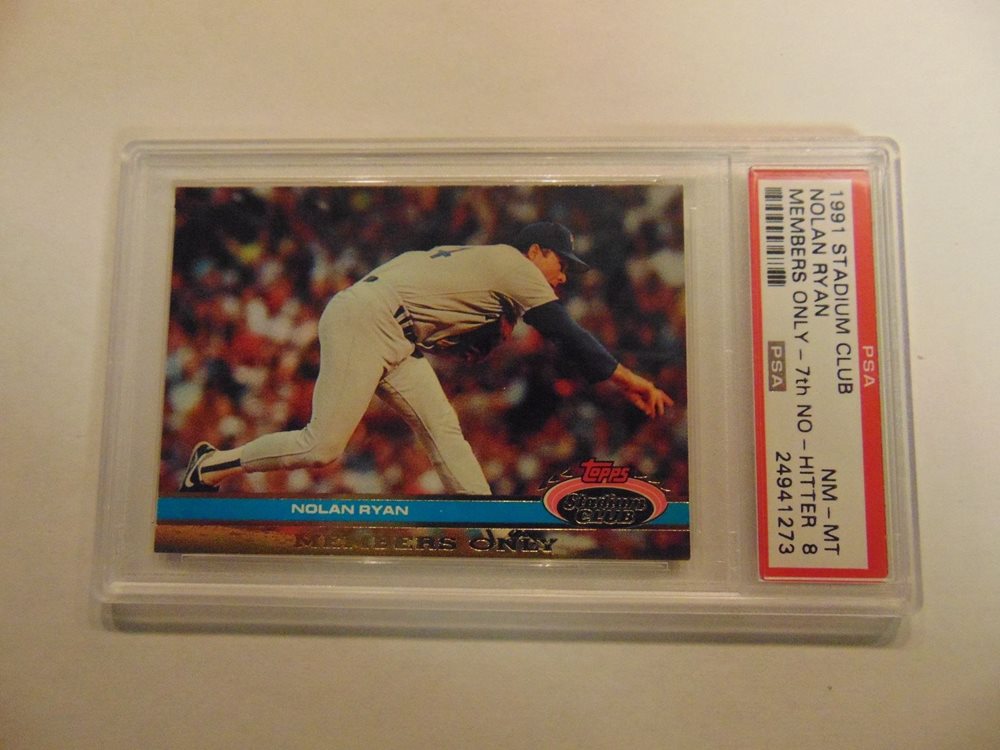 Topps
Stadium
CLUB
NOLAN RYAN
MEMBERS ONLY
PSA
1991 STADIUM CLUB NM - MT
NOLAN RYAN
MEMBERS ONLY - 7th NO - HITTER 8
PSA 24941273
4